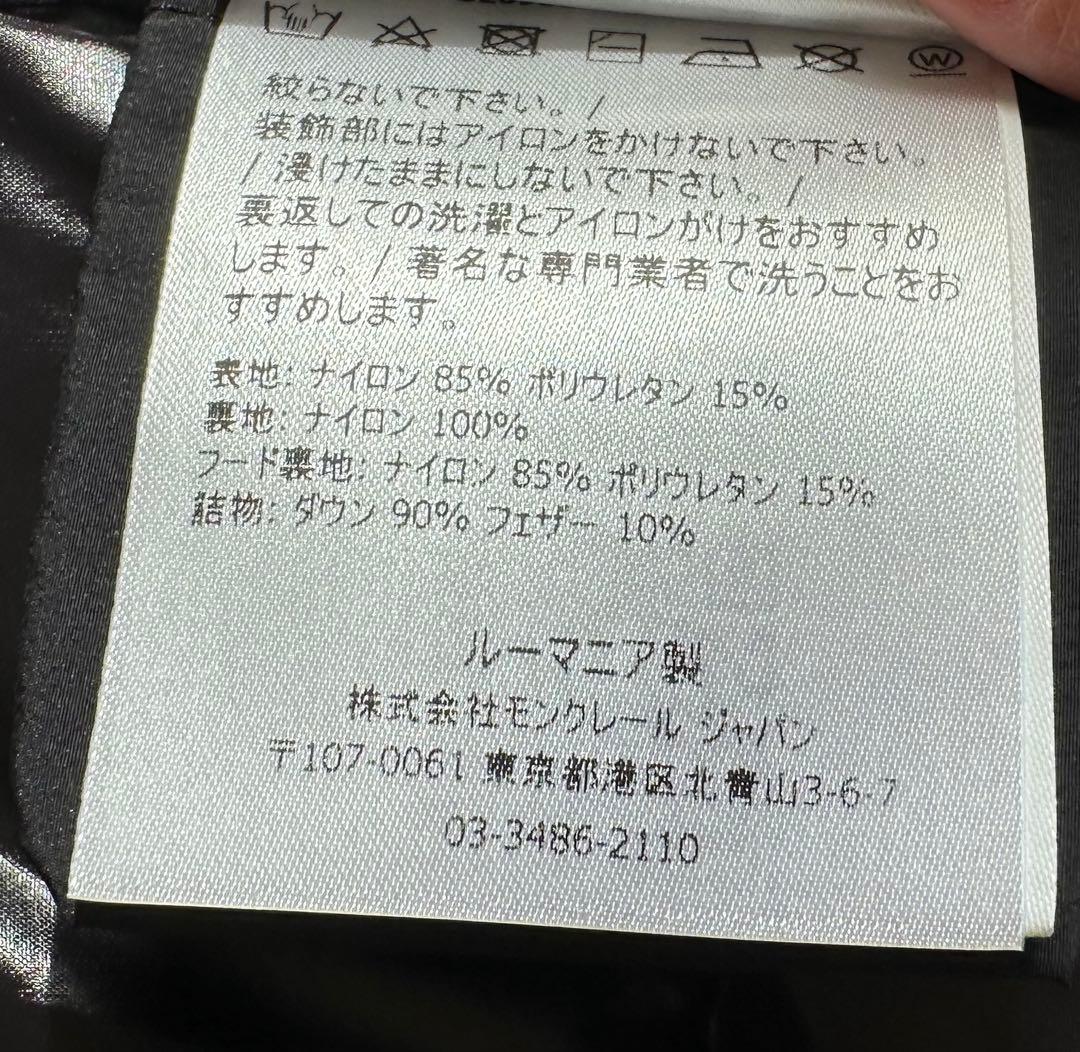 W
絞らないで下さい。/
装飾部にはアイロンをかけないで下さい。
/ 浸けたままにしないで下さい。/
裏返しての洗濯とアイロンがけをおすすめ
します。/ 著名な専門業者で洗うことをお
すすめします。
表地: ナイロン 85% ポリウレタン 15%
裏地: ナイロン 100%
フード裏地: ナイロン 85% ポリウレタン 15%
詰物: ダウン 90% フェザー 10%
ルーマニア製
株式会社モンクレール ジャパン
〒107-0061 東京都港区北青山3-6-7
03-3486-2110